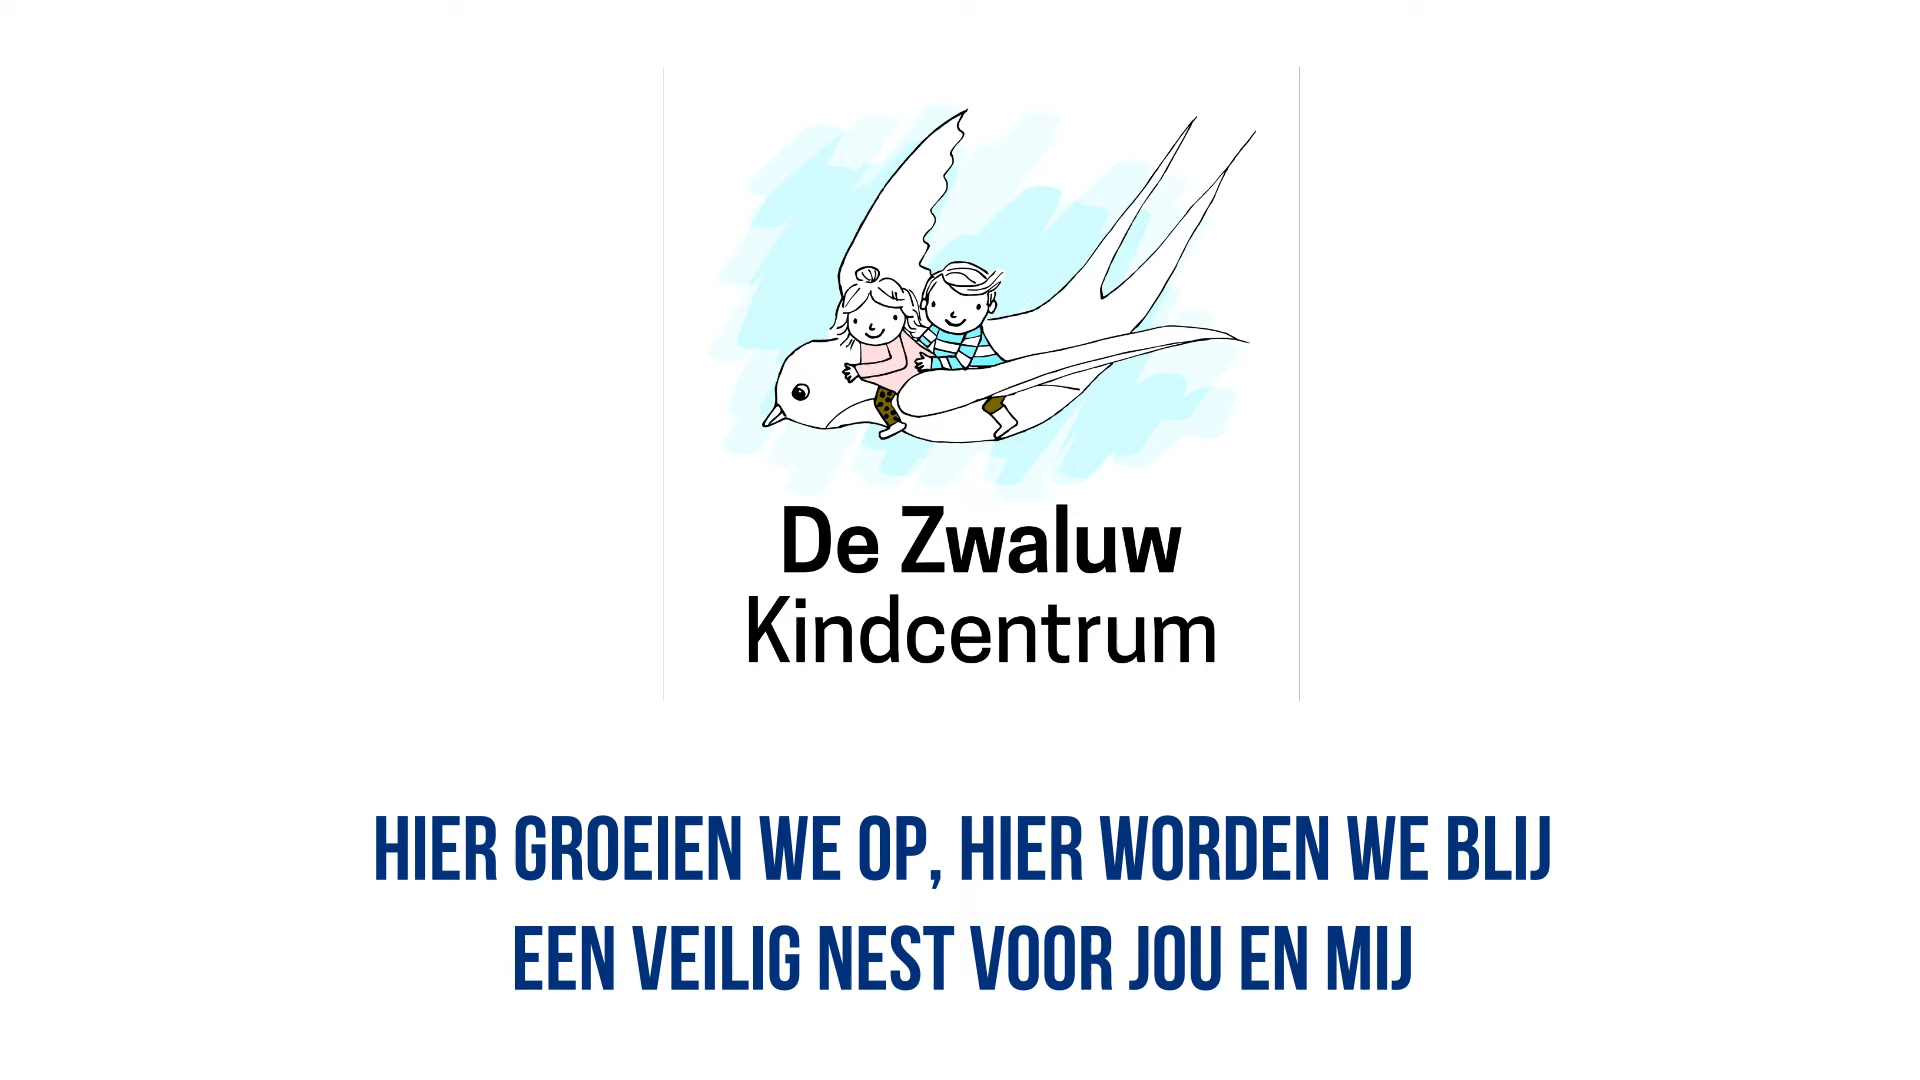 De Zwaluw
Kindcentrum
HIER GROEIEN WE OP, HIER WORDEN WE BLIJ
EEN VEILIG NEST VOOR JOU EN MIJ